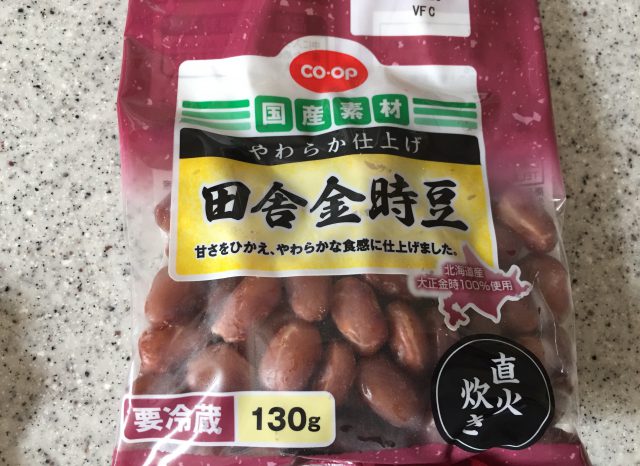 VFC
CO-OP
国産素材
やわらか仕上げ
田舎金時豆
甘さをひかえ、やわらかな食感に仕上げました。
北海道産
大正金時100%使用
直火
炊き
要冷蔵 130g